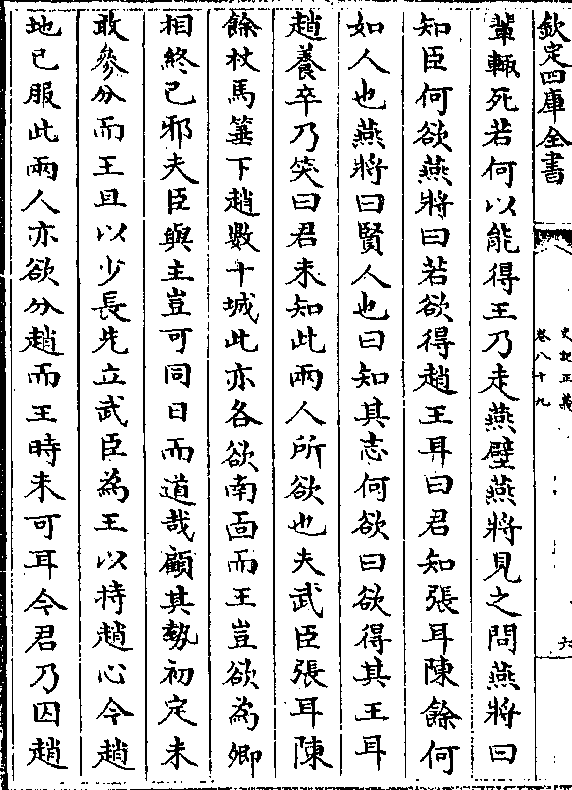 欽定四庫全書
史記正義
卷八十九
六
輩輙死若何以能得王乃走燕壁燕將見之問燕將曰
知臣何欲燕將曰若欲得趙王耳曰君知張耳陳餘何
如人也燕將曰賢人也曰知其志何欲曰欲得其王耳
趙養卒乃笑曰君未知此兩人所欲也夫武臣張耳陳
餘杖馬箠下趙數十城此亦各欲南面而王豈欲為卿
相終已邪夫臣與主豈可同日而道哉顧其勢初定未
敢參分而王且以少長先立武臣為王以持趙心今趙
地已服此兩人亦欲分趙而王時未可耳今君乃囚趙